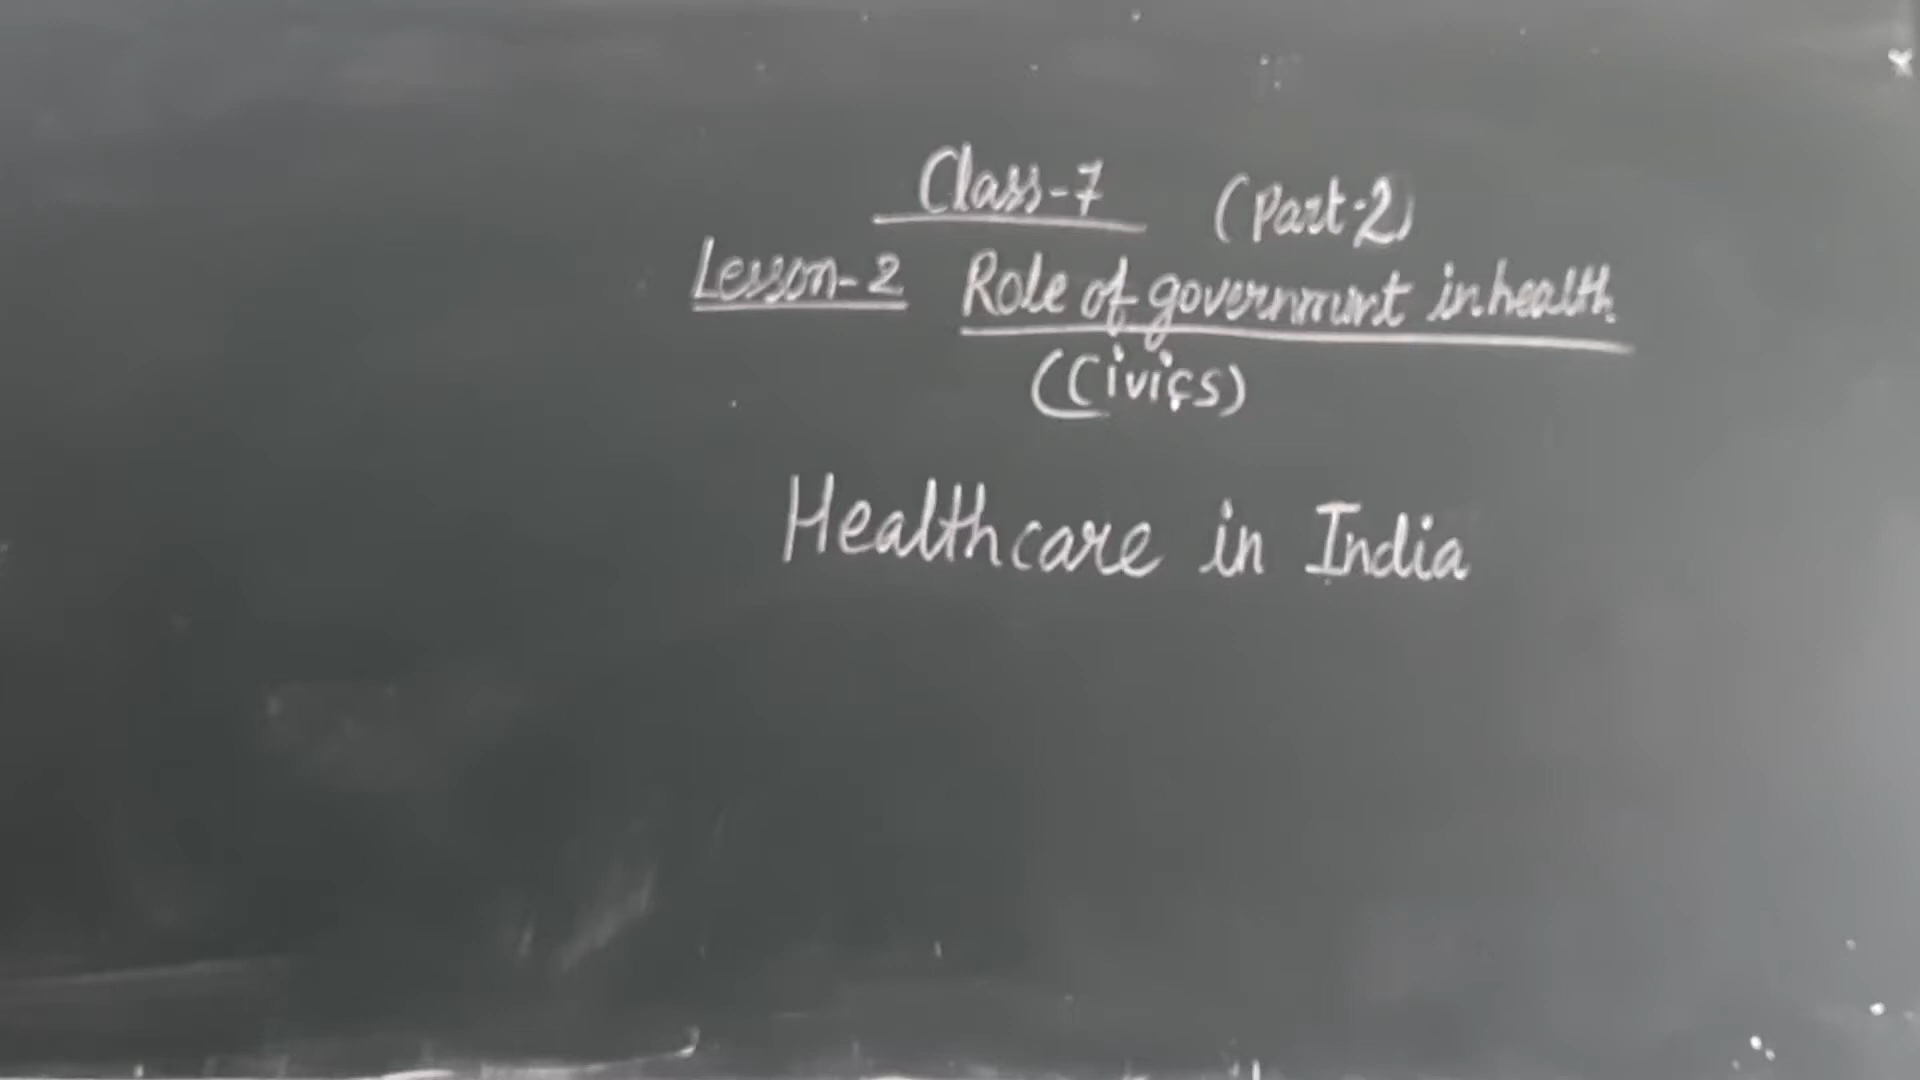 Class-7 (Part-2)
Lesson-2 Role of government in health
(Civics)
Healthcare in India